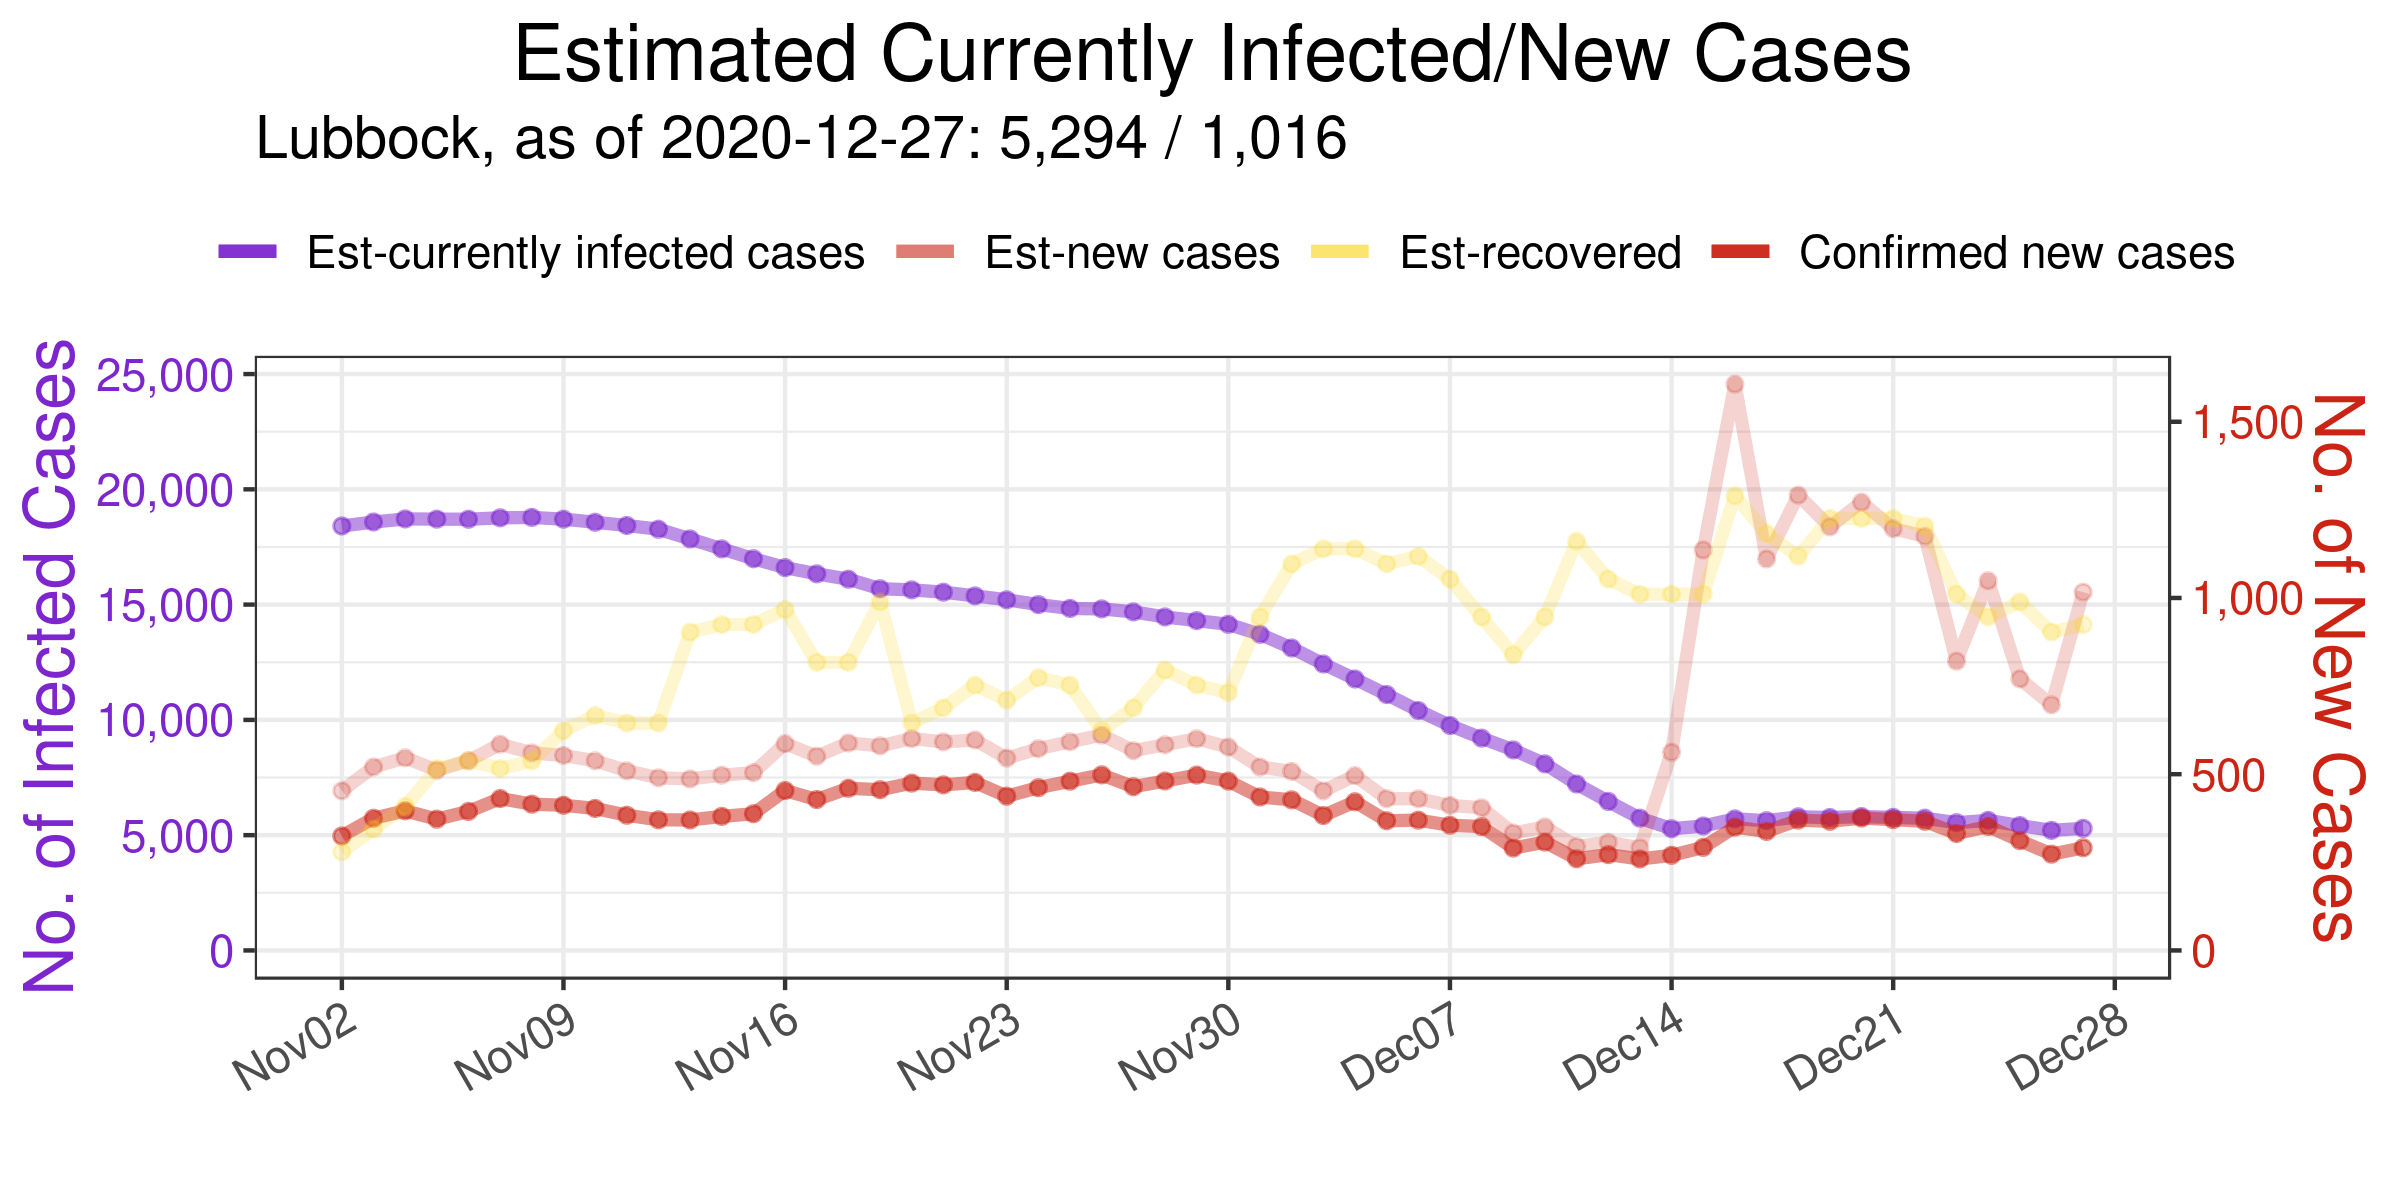 Estimated Currently Infected/New Cases
Lubbock, as of 2020-12-27: 5,294 / 1,016
Est-currently infected cases Est-new cases Est-recovered Confirmed new cases
No. of Infected Cases
25,000
20,000
15,000
10,000
5,000
0
1,500
1,000
500
0
No. of New Cases
Nov02 Nov09 Nov16 Nov23 Nov30 Dec07 Dec14 Dec21 Dec28